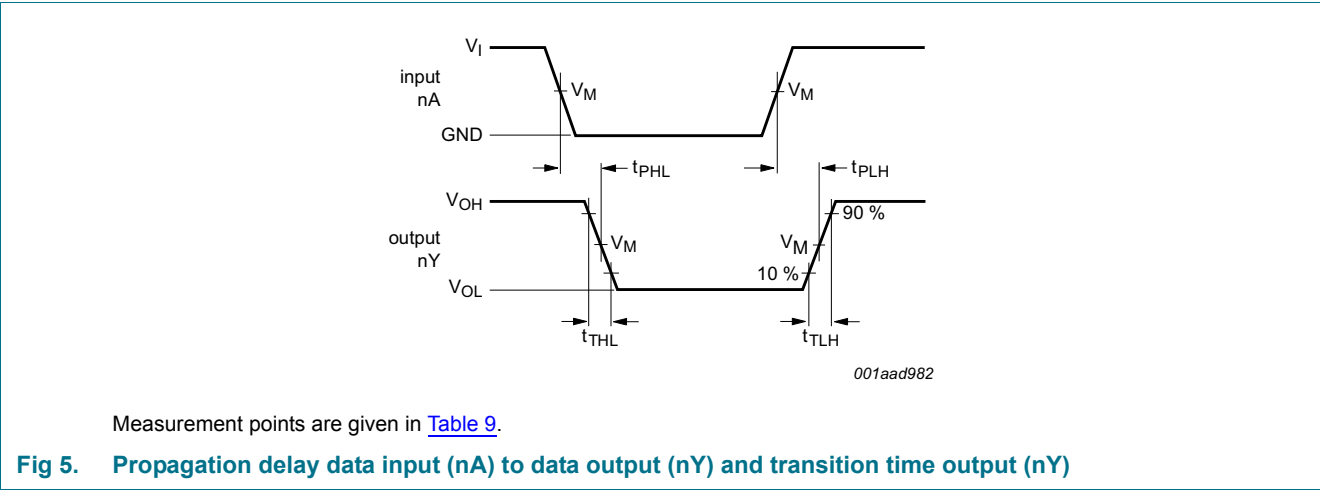 VI
input
nA
VM
VM
GND
tPHL
tPLH
VOH
90 %
output
nY
VM
VM
10 %
VOL
tTHL
tTLH
001aad982
Measurement points are given in Table 9.
Fig 5. Propagation delay data input (nA) to data output (nY) and transition time output (nY)